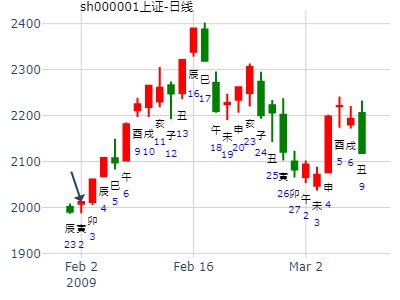 sh000001上证-日线
2400
2300
2200
2100
2000
1900
辰
23
寅
2
卯
3
辰
4
巳
5
午
6
酉
9
戌
10
亥
11
子
12
丑
13
辰
16
巳
17
午
18
未
19
申
20
亥
23
子
24
丑
25
寅
26
卯
27
午
2
未
3
申
4
酉
5
戌
6
丑
9
Feb 2
2009
Feb 16
Mar 2